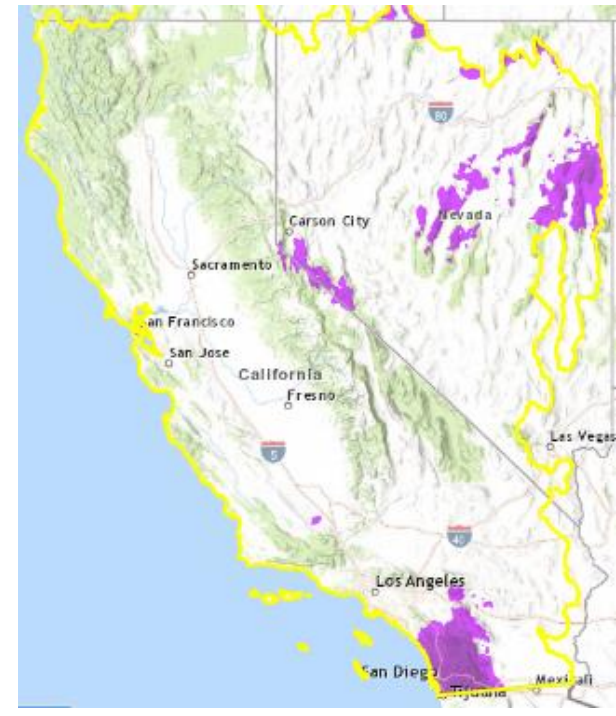 80
Carson City
Nevada
Sacramento
an Francisco
San Jose
California
Fresno
Las Vegas
5
40
Los Angeles
San Diego
Tijuana
Mexicali